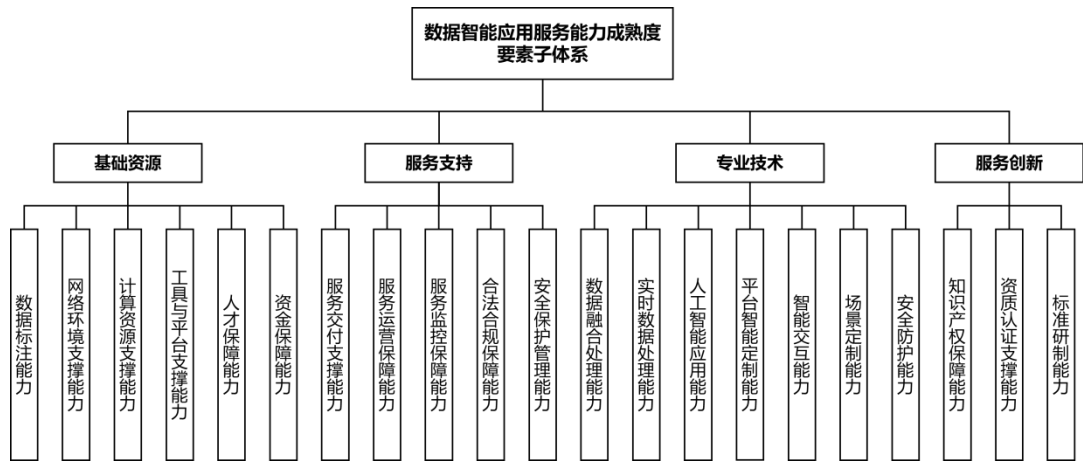 数据智能应用服务能力成熟度
要素子体系
基础资源
服务支持
专业技术
服务创新
数据标注能力
网络环境支撑能力
计算资源支撑能力
工具与平台支撑能力
人才保障能力
资金保障能力
服务交付支撑能力
服务运营保障能力
服务监控保障能力
合法合规保障能力
安全保护管理能力
数据融合处理能力
实时数据处理能力
人工智能应用能力
平台智能定制能力
智能交互能力
场景定制能力
安全防护能力
知识产权保障能力
资质认证支撑能力
标准研制能力